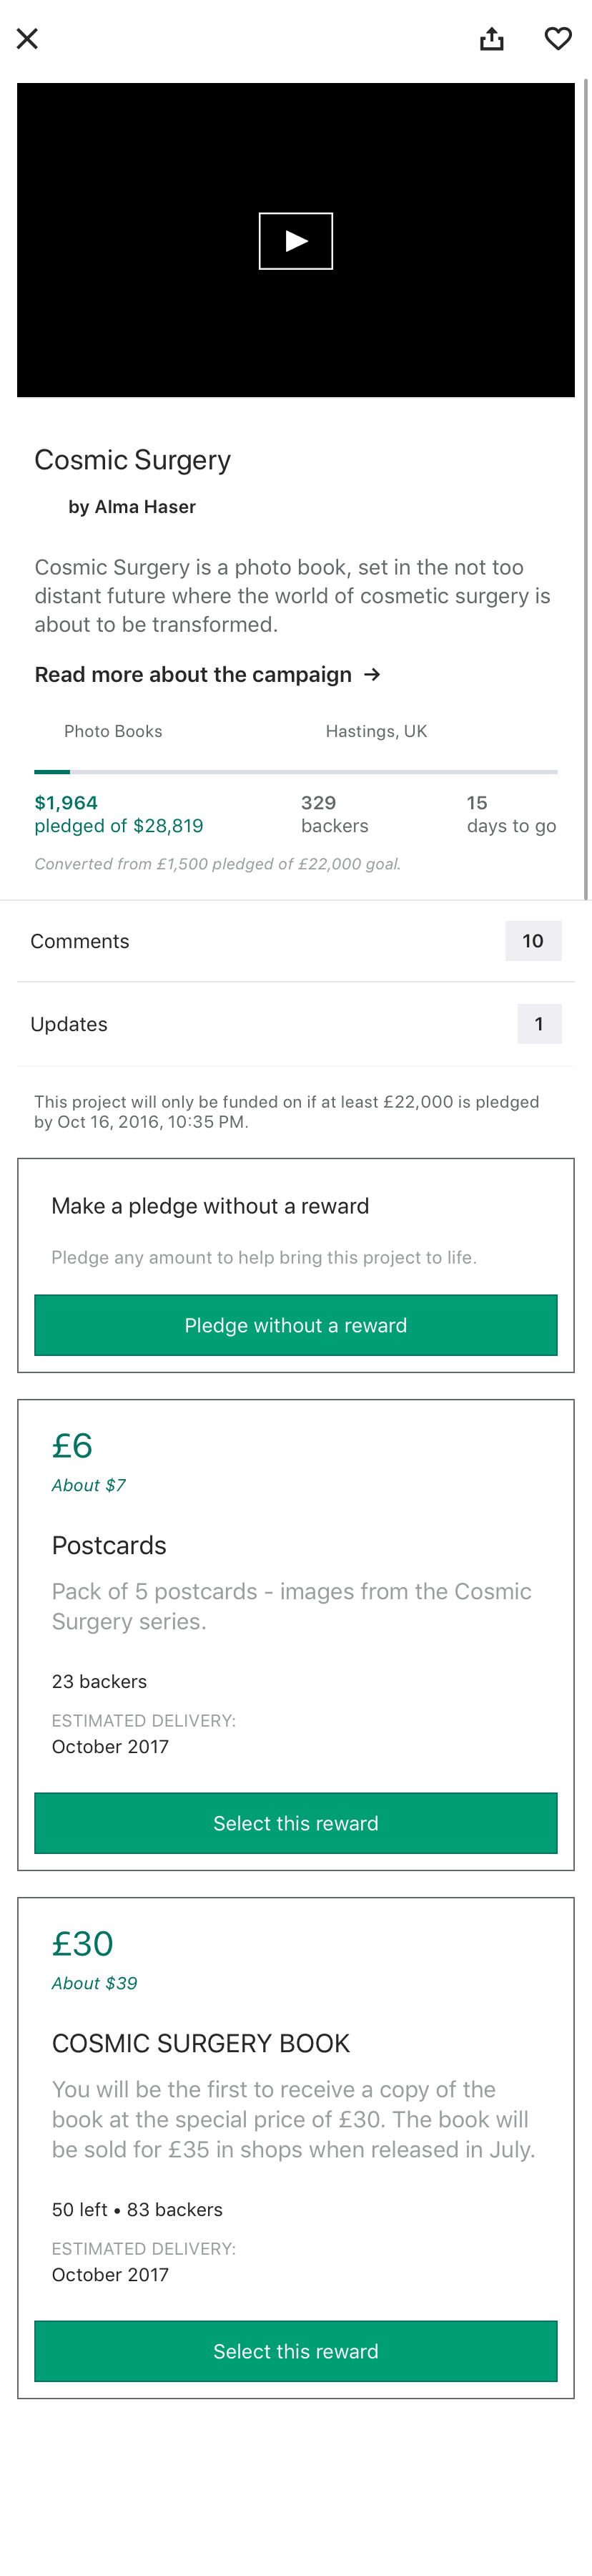 Cosmic Surgery
by Alma Haser
Cosmic Surgery is a photo book, set in the not too
distant future where the world of cosmetic surgery is
about to be transformed.
Read more about the campaign →
Photo Books
Hastings, UK
$1,964
pledged of $28,819
329
backers
15
days to go
Converted from £1,500 pledged of £22,000 goal.
Comments
10
Updates
1
This project will only be funded on if at least £22,000 is pledged
by Oct 16, 2016, 10:35 PM.
Make a pledge without a reward
Pledge any amount to help bring this project to life.
Pledge without a reward
£6
About $7
Postcards
Pack of 5 postcards - images from the Cosmic
Surgery series.
23 backers
ESTIMATED DELIVERY:
October 2017
Select this reward
£30
About $39
COSMIC SURGERY BOOK
You will be the first to receive a copy of the
book at the special price of £30. The book will
be sold for £35 in shops when released in July.
50 left • 83 backers
ESTIMATED DELIVERY:
October 2017
Select this reward